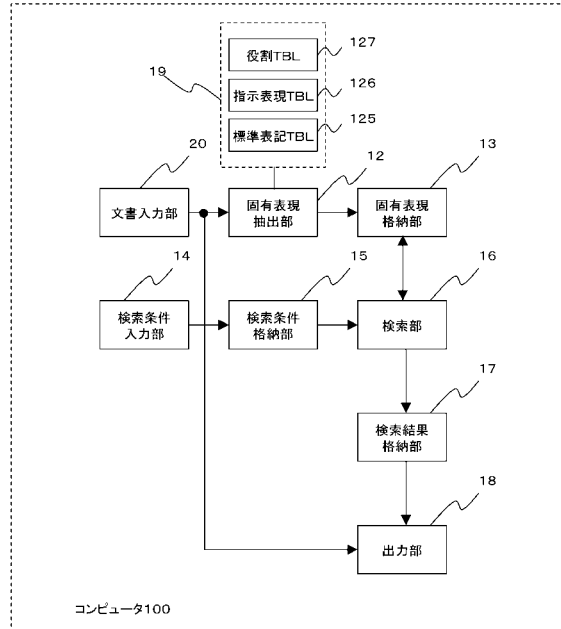 役割TBL
127
19
指示表現TBL
126
標準表記TBL
125
20
12
13
文書入力部
固有表現
抽出部
固有表現
格納部
14
15
16
検索条件
入力部
検索条件
格納部
検索部
17
検索結果
格納部
18
出力部
コンピュータ100